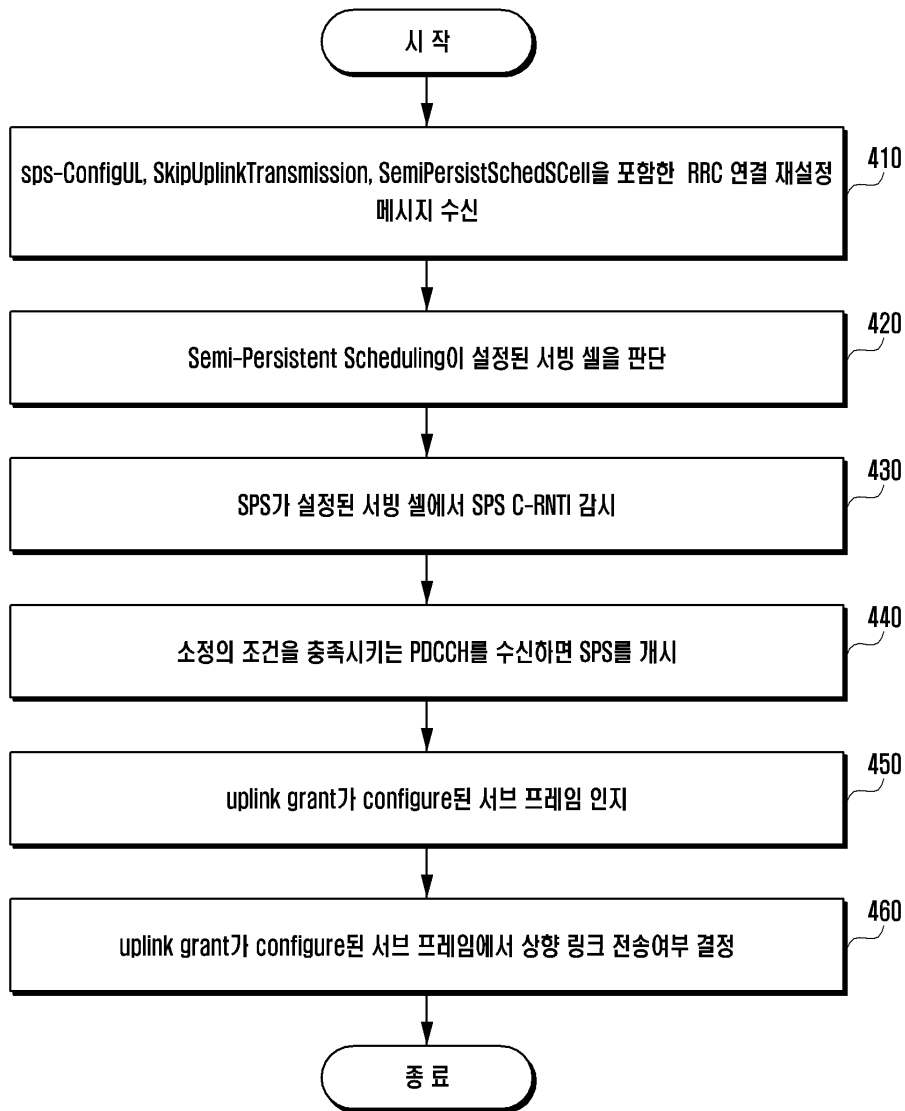 시 작
sps-ConfigUL, SkipUplinkTransmission, SemiPersistSchedSCell을 포함한 RRC 연결 재설정
메시지 수신
410
Semi-Persistent Scheduling이 설정된 서빙 셀을 판단
420
SPS가 설정된 서빙 셀에서 SPS C-RNTI 감시
430
소정의 조건을 충족시키는 PDCCH를 수신하면 SPS를 개시
440
uplink grant가 configure된 서브 프레임 인지
450
uplink grant가 configure된 서브 프레임에서 상향 링크 전송여부 결정
460
종 료